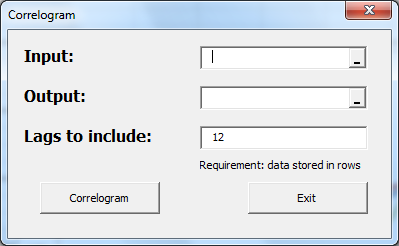 Correlogram
Input:
Output:
Lags to include: 12
Requirement: data stored in rows
Correlogram Exit